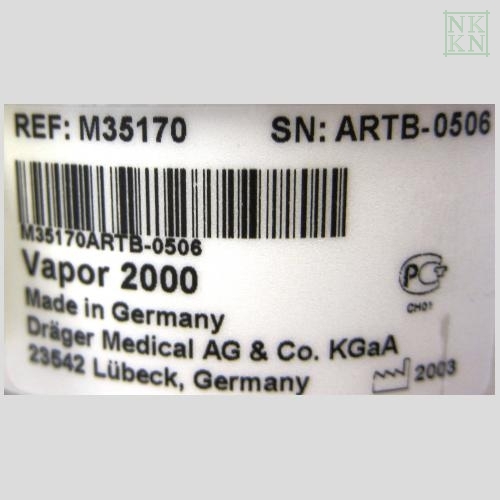 NK
KN
REF: M35170 SN: ARTB-0506
M35170ARTB-0506
Vapor 2000
Made in Germany
Dräger Medical AG & Co. KGaA
23542 Lübeck, Germany
PC
CH01
2003